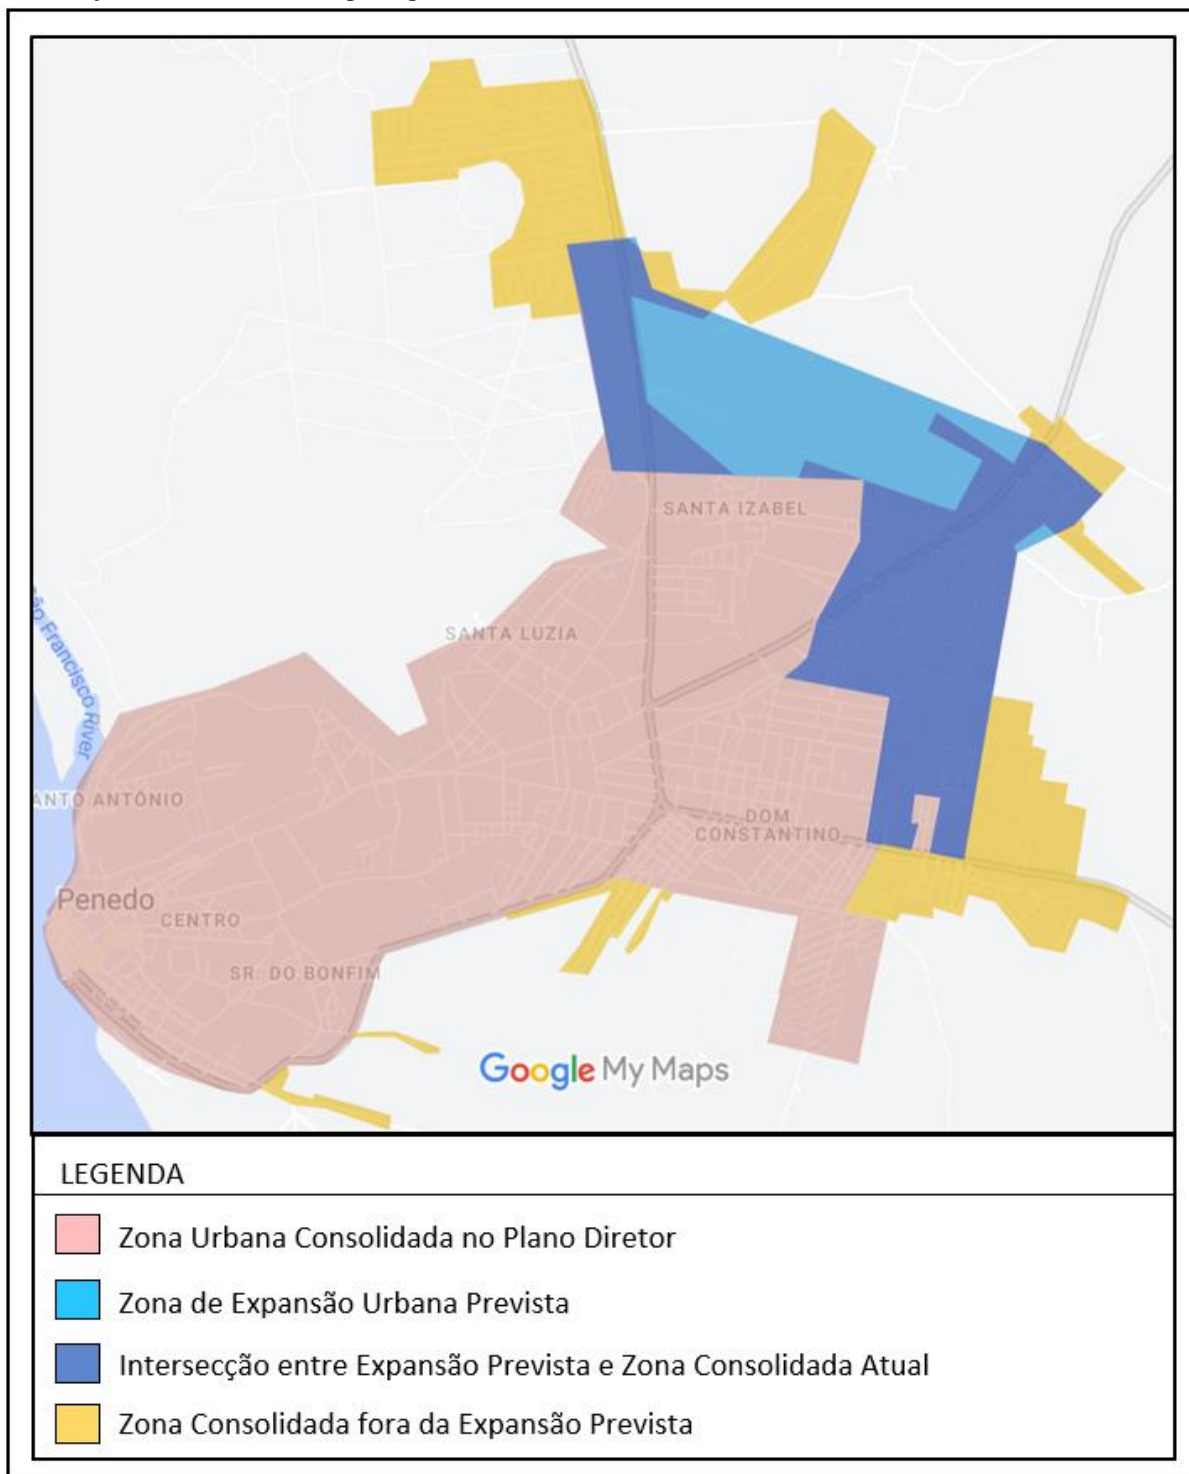 SANTA IZABEL
SANTA LUZIA
São Francisco River
ANTO ANTÔNIO
DOM
CONSTANTINO
Penedo
CENTRO
SR. DO BONFIM
Google My Maps
LEGENDA
Zona Urbana Consolidada no Plano Diretor
Zona de Expansão Urbana Prevista
Intersecção entre Expansão Prevista e Zona Consolidada Atual
Zona Consolidada fora da Expansão Prevista